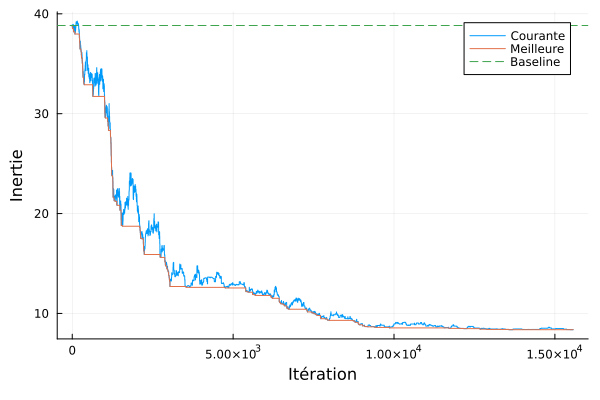 40
30
20
10
Inertie
Courante
Meilleure
Baseline
0
5.00×10³
1.00×10⁴
1.50×10⁴
Itération